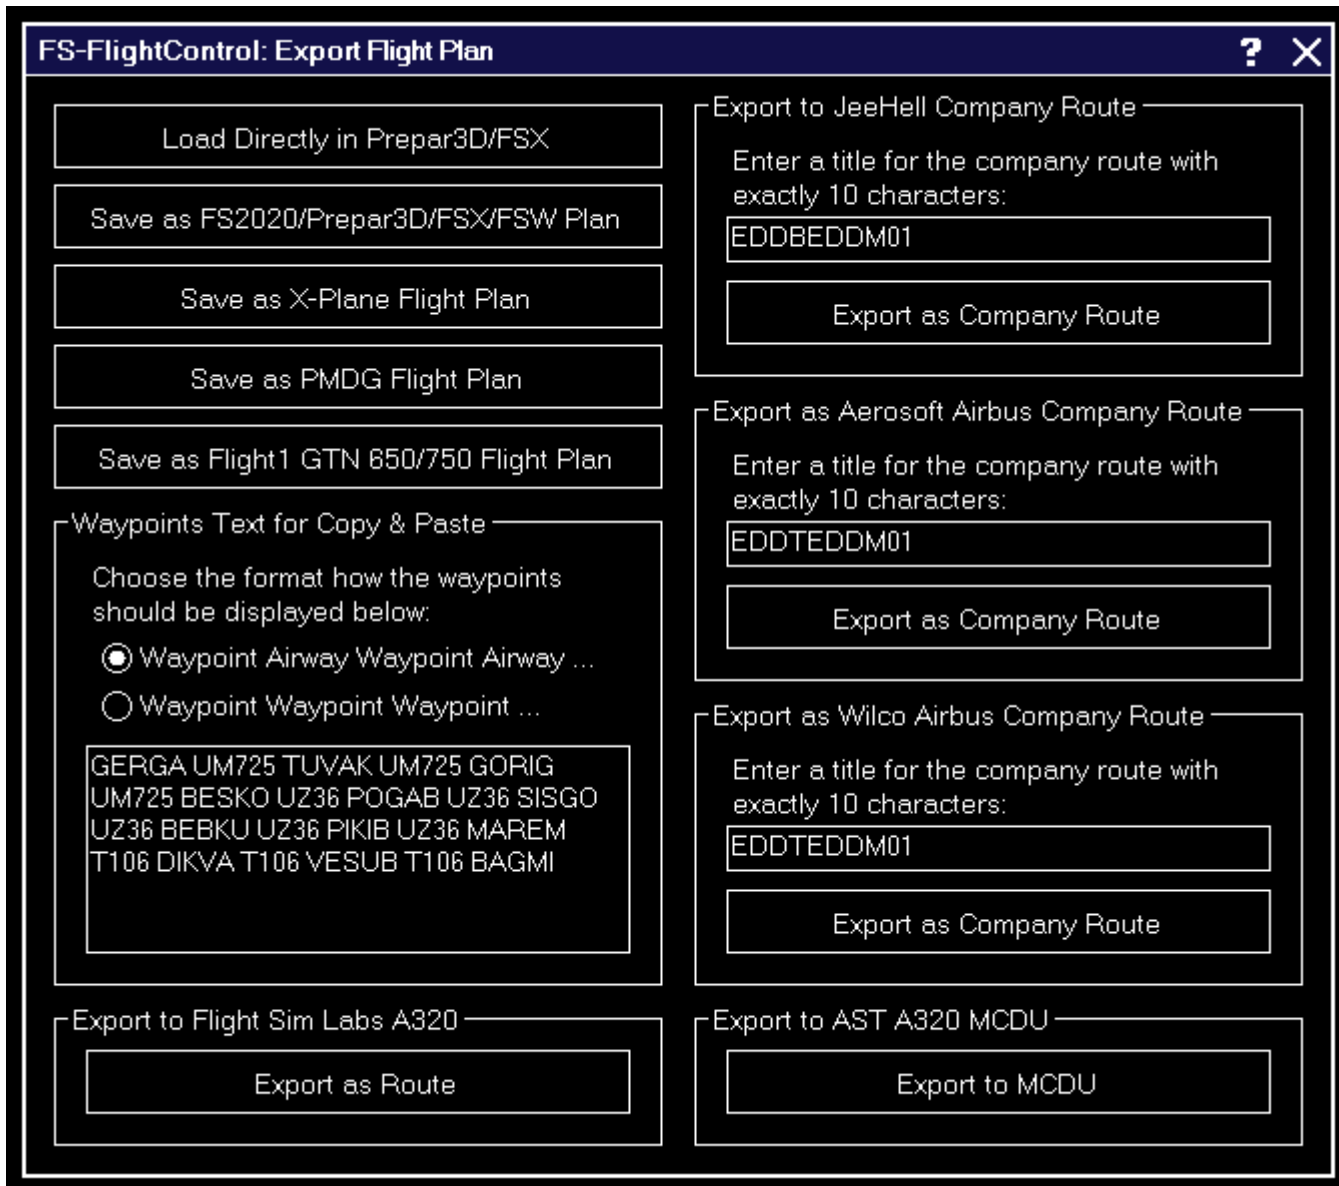 FS-FlightControl: Export Flight Plan
?
Load Directly in Prepar3D/FSX
Save as FS2020/Prepar3D/FSX/FSW Plan
Save as X-Plane Flight Plan
Save as PMDG Flight Plan
Save as Flight1 GTN 650/750 Flight Plan
Waypoints Text for Copy & Paste
Choose the format how the waypoints
should be displayed below:
Waypoint Airway Waypoint Airway ...
Waypoint Waypoint Waypoint ...
GERGA UM725 TUVAK UM725 GORIG
UM725 BESKO UZ36 POGAB UZ36 SISGO
UZ36 BEBKU UZ36 PIKIB UZ36 MAREM
T106 DIKVA T106 VESUB T106 BAGMI
Export to Flight Sim Labs A320
Export as Route
Export to JeeHell Company Route
Enter a title for the company route with
exactly 10 characters:
EDDBEDDM01
Export as Company Route
Export as Aerosoft Airbus Company Route
Enter a title for the company route with
exactly 10 characters:
EDDTEDDM01
Export as Company Route
Export as Wilco Airbus Company Route
Enter a title for the company route with
exactly 10 characters:
EDDTEDDM01
Export as Company Route
Export to AST A320 MCDU
Export to MCDU